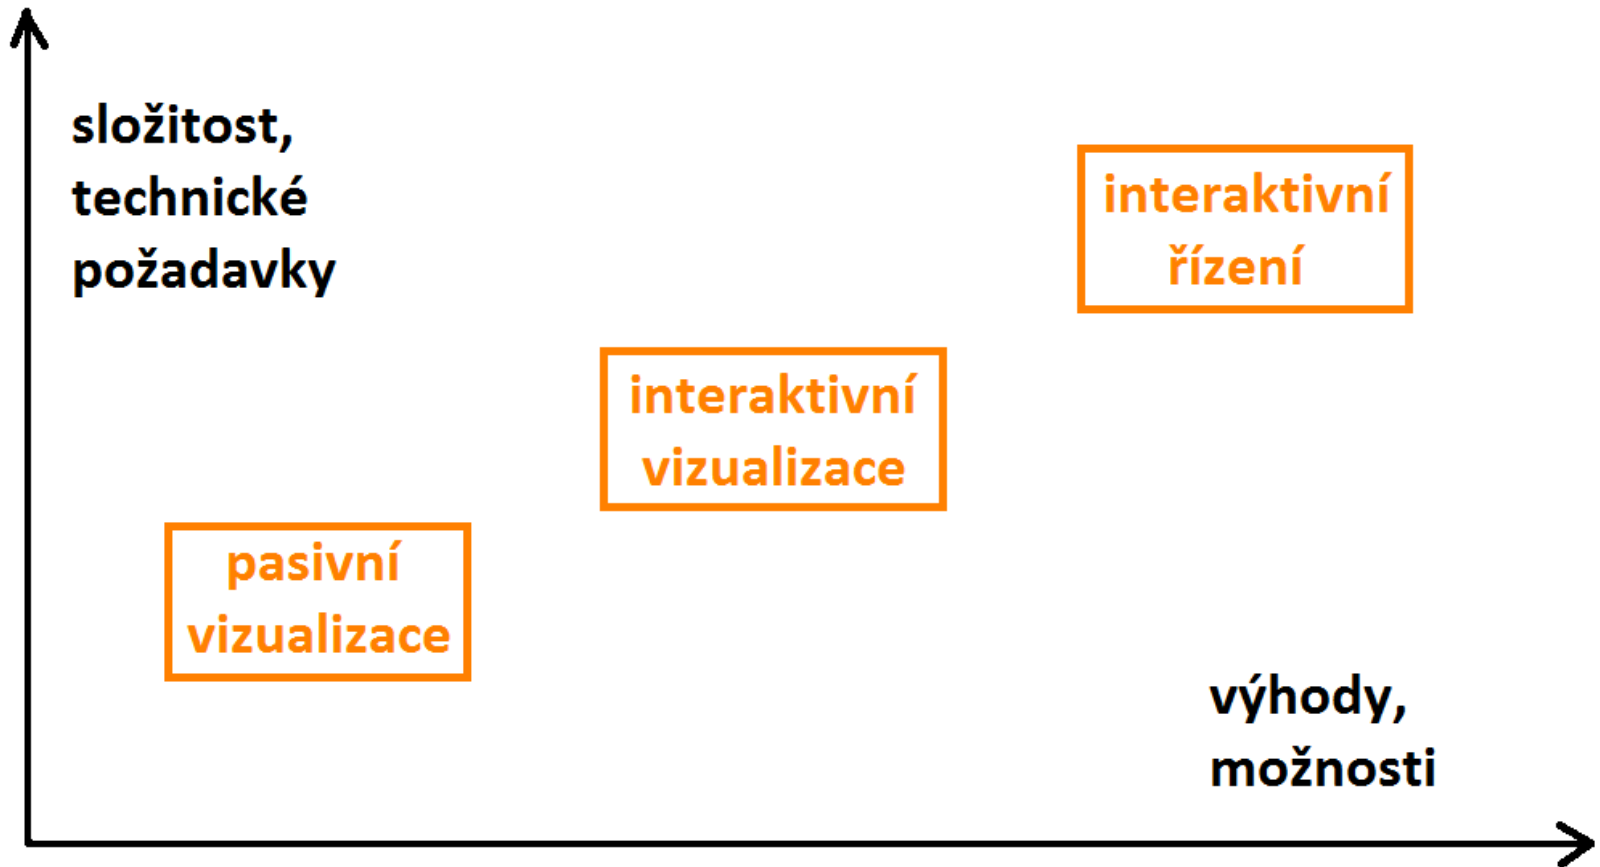 složitost,
technické
požadavky
interaktivní
řízení
interaktivní
vizualizace
pasivní
vizualizace
výhody,
možnosti